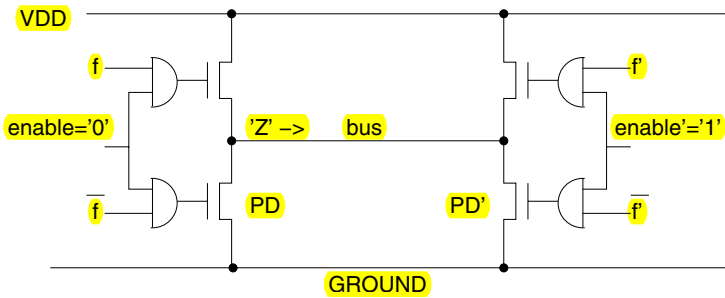 VDD
f f'
enable='0' 'Z' –> bus enable'='1'
f̅ PD PD' f̅'̅
GROUND